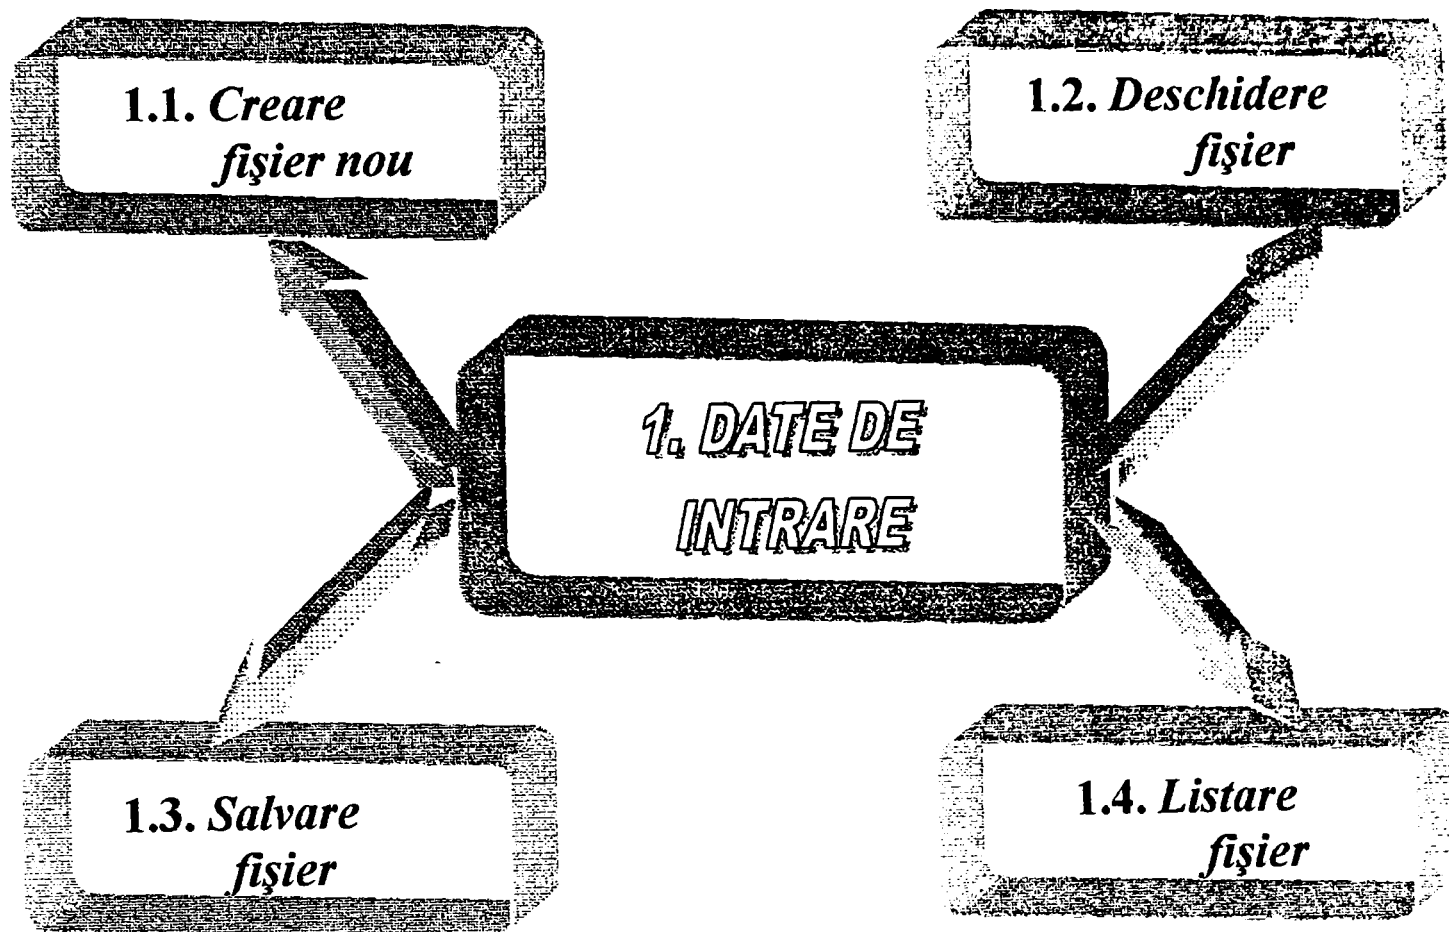 1.1. Creare
fişier nou
1.2. Deschidere
fişier
1. DATE DE
INTRARE
1.3. Salvare
fişier
1.4. Listare
fişier